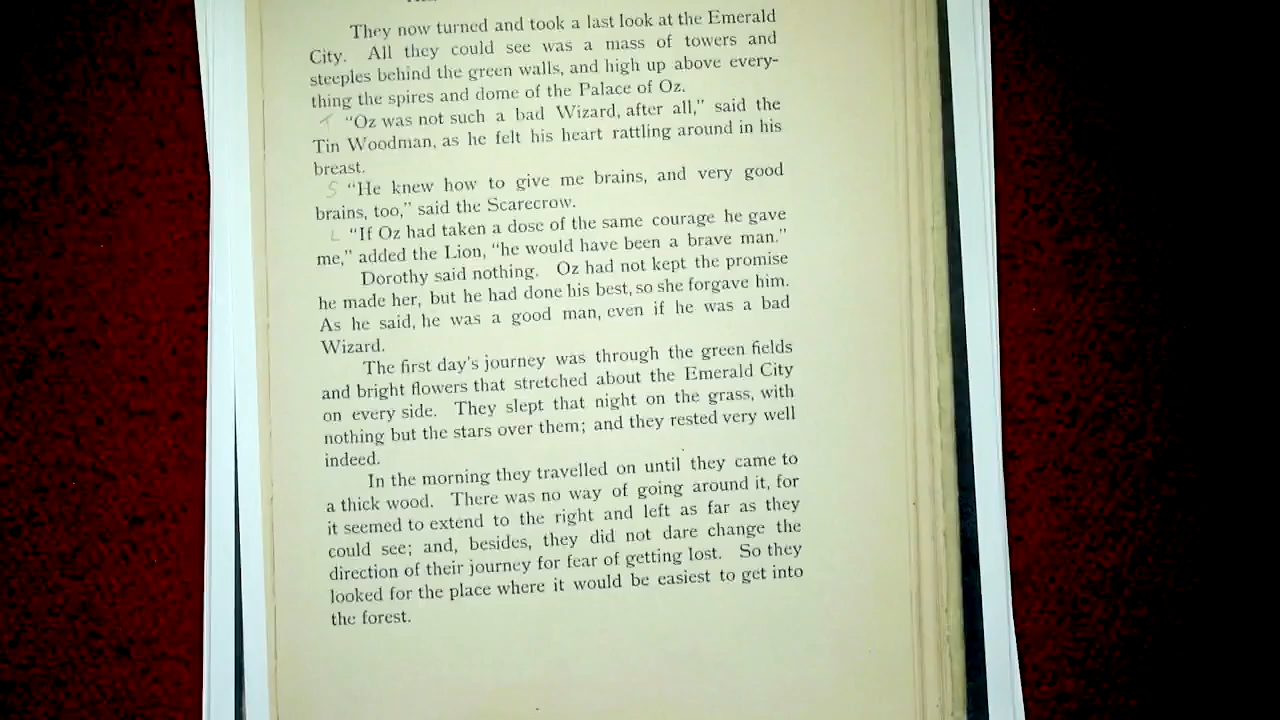 They now turned and took a last look at the Emerald
City. All they could see was a mass of towers and
steeples behind the green walls, and high up above every-
thing the spires and dome of the Palace of Oz.
T "Oz was not such a bad Wizard, after all," said the
Tin Woodman, as he felt his heart rattling around in his
breast.
S "He knew how to give me brains, and very good
brains, too," said the Scarecrow.
L "If Oz had taken a dose of the same courage he gave
me," added the Lion, "he would have been a brave man."
Dorothy said nothing. Oz had not kept the promise
he made her, but he had done his best, so she forgave him.
As he said, he was a good man, even if he was a bad
Wizard.
The first day's journey was through the green fields
and bright flowers that stretched about the Emerald City
on every side. They slept that night on the grass, with
nothing but the stars over them; and they rested very well
indeed.
In the morning they travelled on until they came to
a thick wood. There was no way of going around it, for
it seemed to extend to the right and left as far as they
could see; and, besides, they did not dare change the
direction of their journey for fear of getting lost. So they
looked for the place where it would be easiest to get into
the forest.